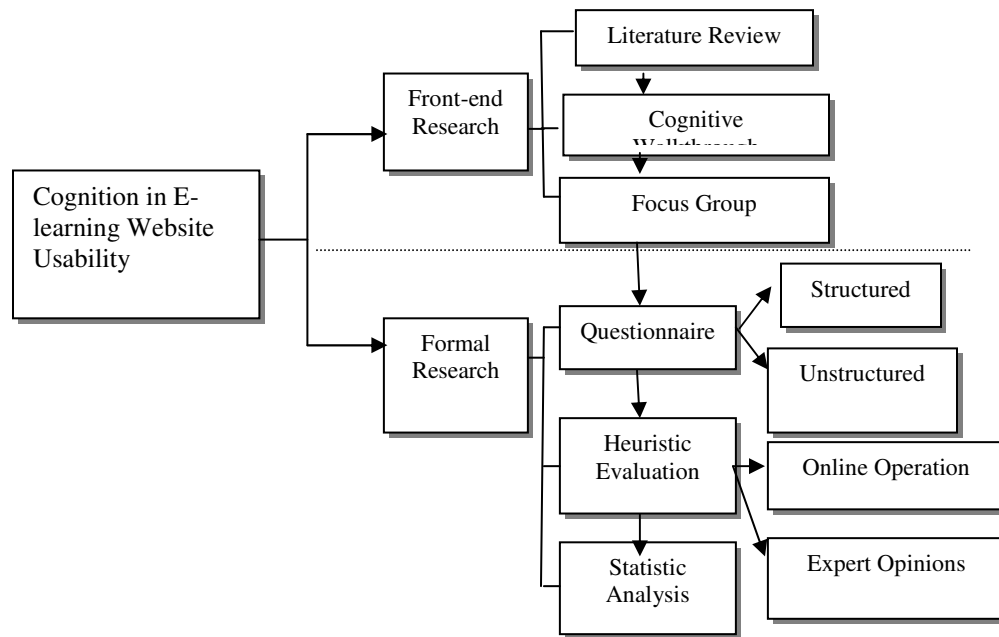 Literature Review
Front-end
Research
Cognitive
Walkthrough
Cognition in E-
learning Website
Usability
Focus Group
Structured
Formal
Research
Questionnaire
Unstructured
Heuristic
Evaluation
Online Operation
Statistic
Analysis
Expert Opinions